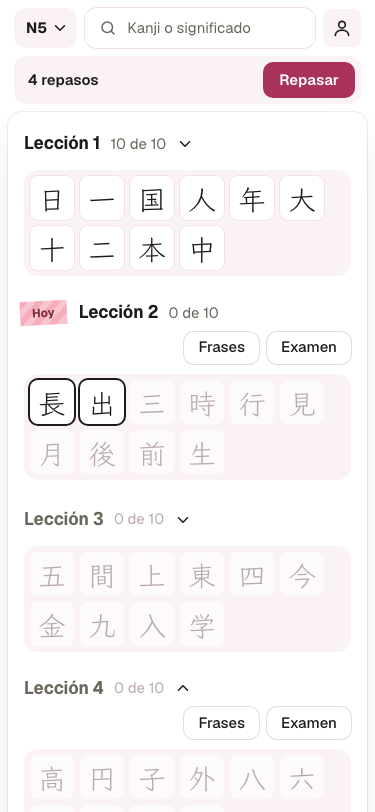 N5 Kanji o significado
4 repasos Repasar
Lección 1 10 de 10
日 一 国 人 年 大
十 二 本 中
Hoy Lección 2 0 de 10
Frases Examen
長 出 三 時 行 見
月 後 前 生
Lección 3 0 de 10
五 間 上 東 四 今
金 九 入 学
Lección 4 0 de 10
Frases Examen
高 円 子 外 八 六